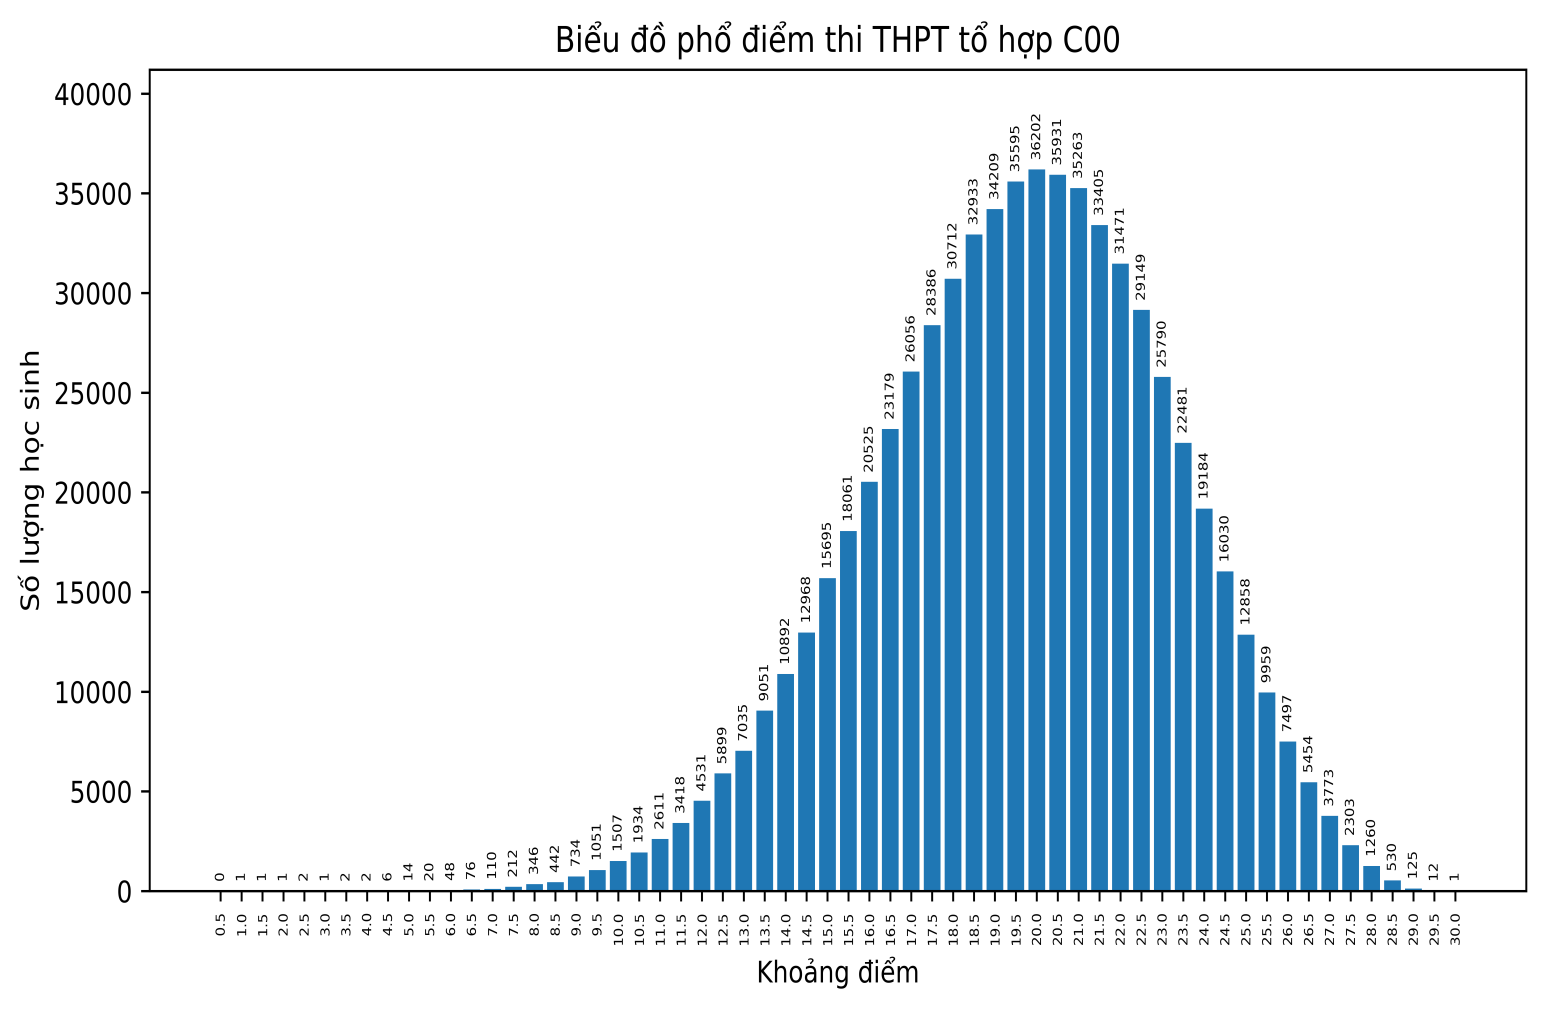 Biểu đồ phổ điểm thi THPT tổ hợp C00
Số lượng học sinh
40000
35000
30000
25000
20000
15000
10000
5000
0
0 1 1 1 2 1 2 2 6 14 20 48 76 110 212 346 442 734 1051 1507 1934 2611 3418 4531 5899 7035 9051 10892 12968 15695 18061 20525 23179 26056 28386 30712 32933 34209 35595 36202 35931 35263 33405 31471 29149 25790 22481 19184 16030 12858 9959 7497 5454 3773 2303 1260 530 125 12 1
0.5 1.0 1.5 2.0 2.5 3.0 3.5 4.0 4.5 5.0 5.5 6.0 6.5 7.0 7.5 8.0 8.5 9.0 9.5 10.0 10.5 11.0 11.5 12.0 12.5 13.0 13.5 14.0 14.5 15.0 15.5 16.0 16.5 17.0 17.5 18.0 18.5 19.0 19.5 20.0 20.5 21.0 21.5 22.0 22.5 23.0 23.5 24.0 24.5 25.0 25.5 26.0 26.5 27.0 27.5 28.0 28.5 29.0 29.5 30.0
Khoảng điểm